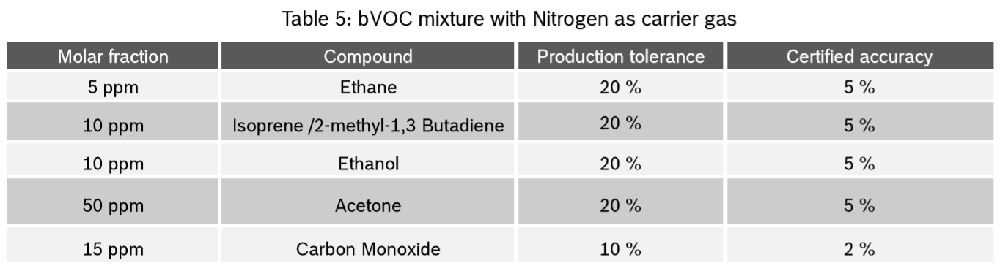 Table 5: bVOC mixture with Nitrogen as carrier gas
Molar fraction Compound Production tolerance Certified accuracy
5 ppm Ethane 20 % 5 %
10 ppm Isoprene /2-methyl-1,3 Butadiene 20 % 5 %
10 ppm Ethanol 20 % 5 %
50 ppm Acetone 20 % 5 %
15 ppm Carbon Monoxide 10 % 2 %